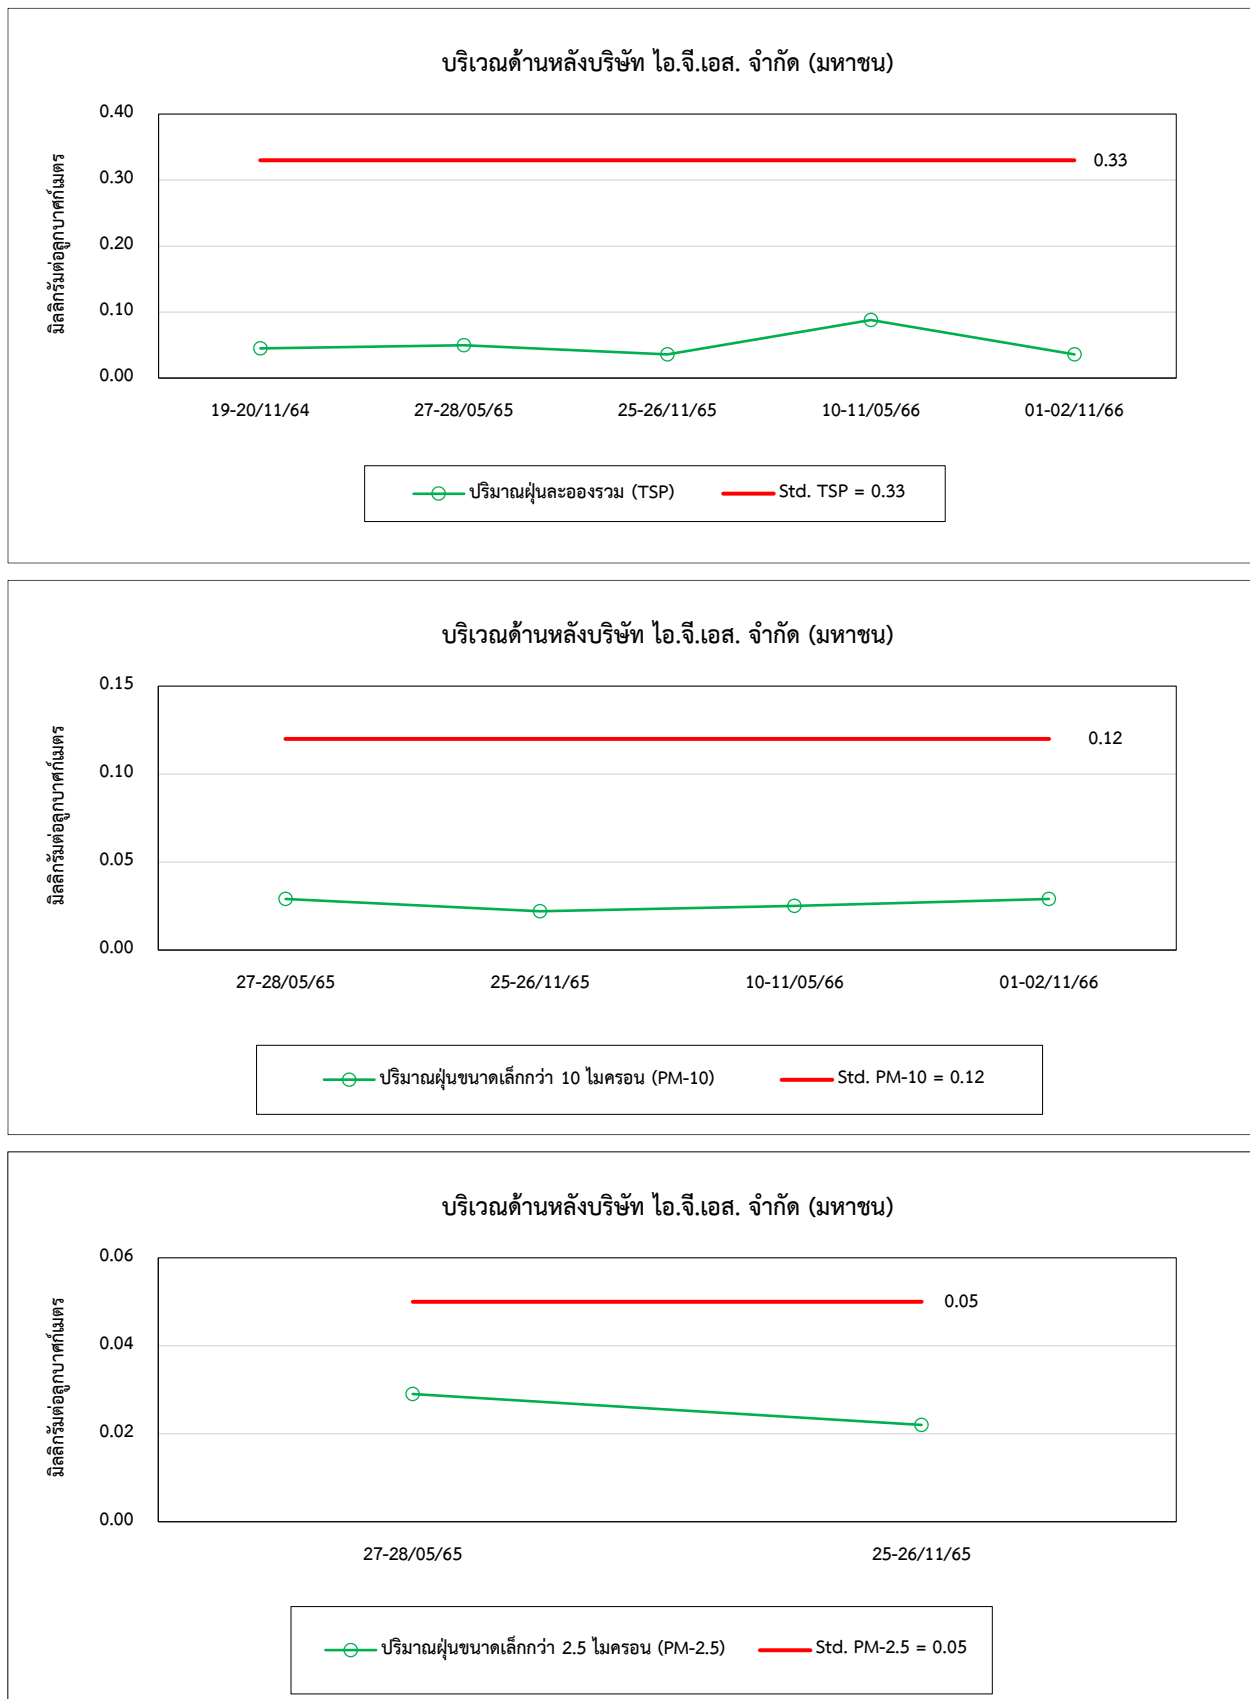 บริเวณด้านหลังบริษัท ไอ.จี.เอส. จำกัด (มหาชน)
มิลลิกรัมต่อลูกบาศก์เมตร
0.40
0.30
0.20
0.10
0.00
0.33
19-20/11/64 27-28/05/65 25-26/11/65 10-11/05/66 01-02/11/66
ปริมาณฝุ่นละอองรวม (TSP) Std. TSP = 0.33
บริเวณด้านหลังบริษัท ไอ.จี.เอส. จำกัด (มหาชน)
มิลลิกรัมต่อลูกบาศก์เมตร
0.15
0.10
0.05
0.00
0.12
27-28/05/65 25-26/11/65 10-11/05/66 01-02/11/66
ปริมาณฝุ่นขนาดเล็กกว่า 10 ไมครอน (PM-10) Std. PM-10 = 0.12
บริเวณด้านหลังบริษัท ไอ.จี.เอส. จำกัด (มหาชน)
มิลลิกรัมต่อลูกบาศก์เมตร
0.06
0.04
0.02
0.00
0.05
27-28/05/65 25-26/11/65
ปริมาณฝุ่นขนาดเล็กกว่า 2.5 ไมครอน (PM-2.5) Std. PM-2.5 = 0.05